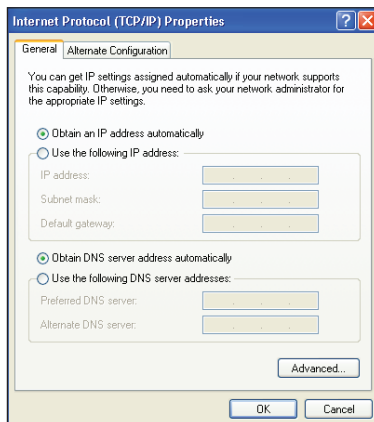 Internet Protocol (TCP/IP) Properties
General
Alternate Configuration
You can get IP settings assigned automatically if your network supports
this capability. Otherwise, you need to ask your network administrator for
the appropriate IP settings.
Obtain an IP address automatically
Use the following IP address:
IP address:
Subnet mask:
Default gateway:
Obtain DNS server address automatically
Use the following DNS server addresses:
Preferred DNS server:
Alternate DNS server:
Advanced...
OK
Cancel